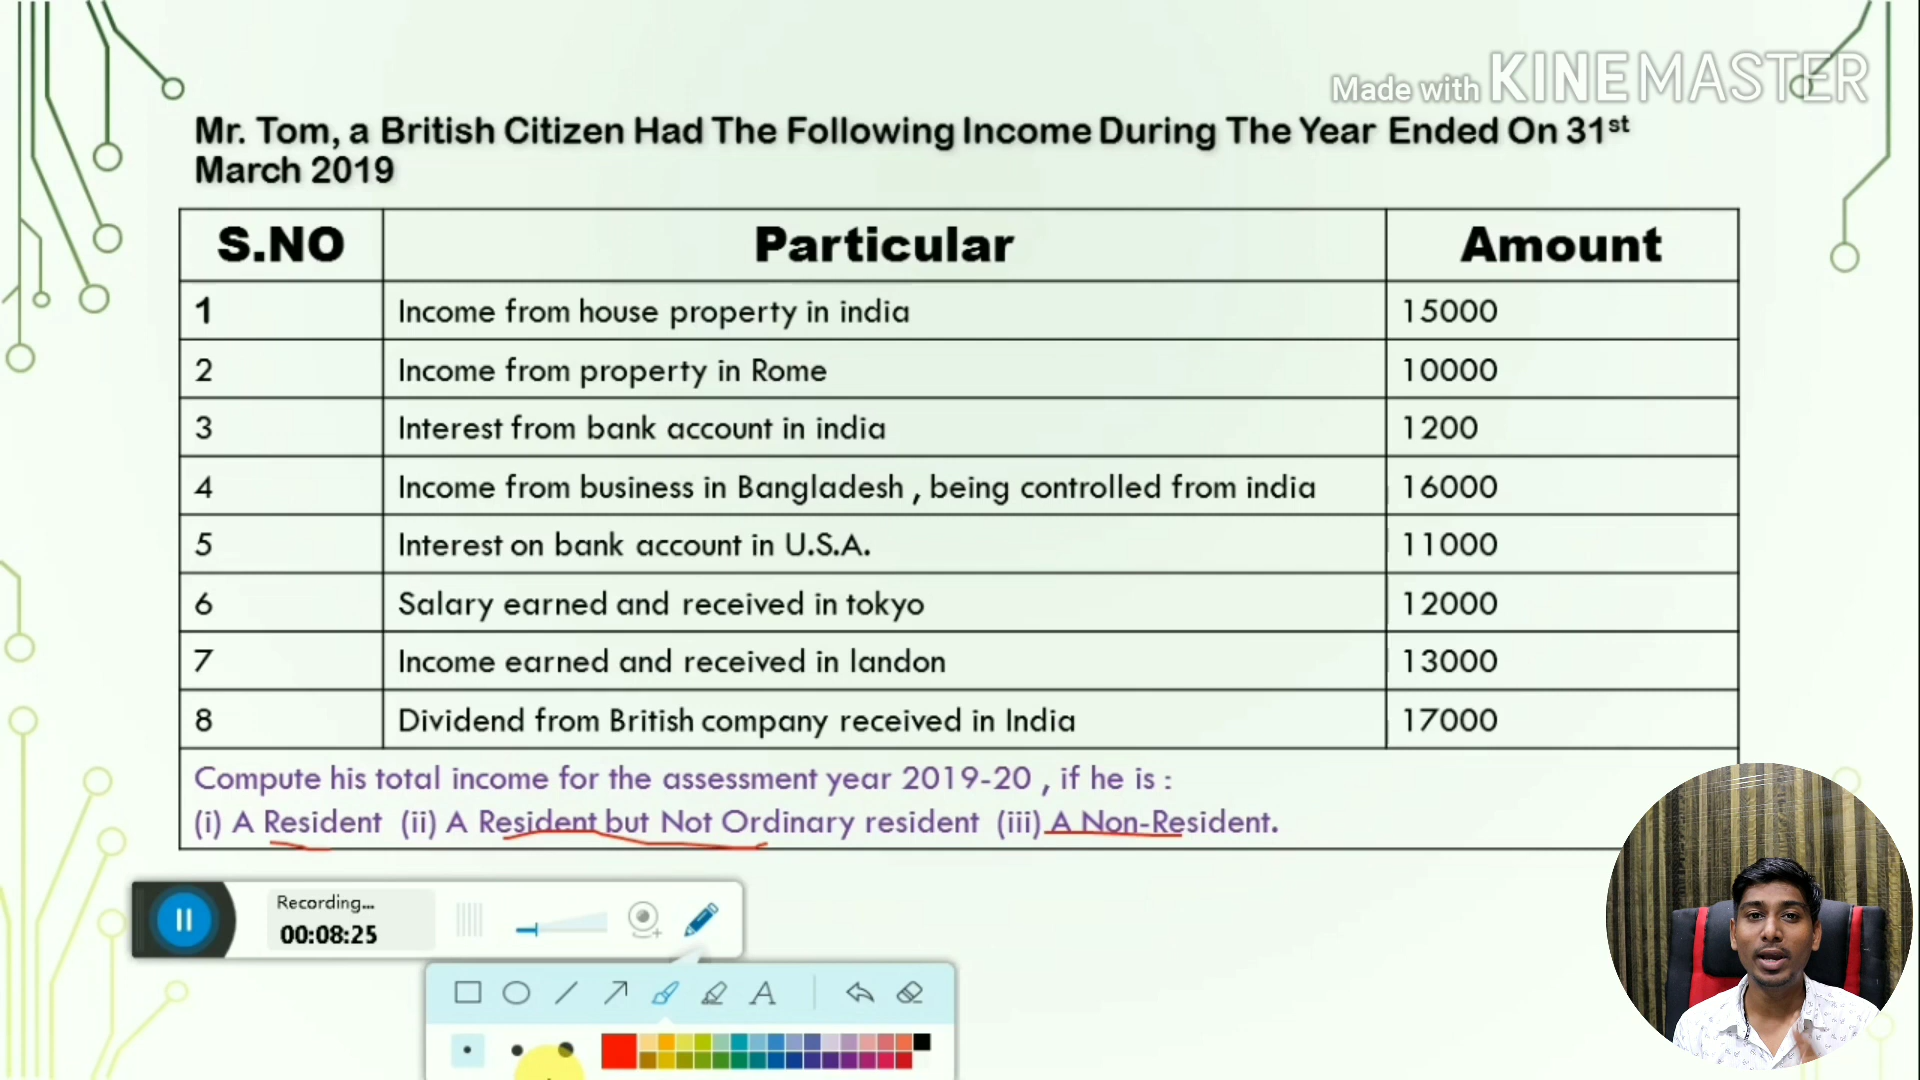 Made with KINEMASTER
Mr. Tom, a British Citizen Had The Following Income During The Year Ended On 31st
March 2019
S.NO Particular Amount
1 Income from house property in india 15000
2 Income from property in Rome 10000
3 Interest from bank account in india 1200
4 Income from business in Bangladesh , being controlled from india 16000
5 Interest on bank account in U.S.A. 11000
6 Salary earned and received in tokyo 12000
7 Income earned and received in landon 13000
8 Dividend from British company received in India 17000
Compute his total income for the assessment year 2019-20 , if he is :
(i) A Resident (ii) A Resident but Not Ordinary resident (iii) A Non-Resident.
Recording...
00:08:25
A